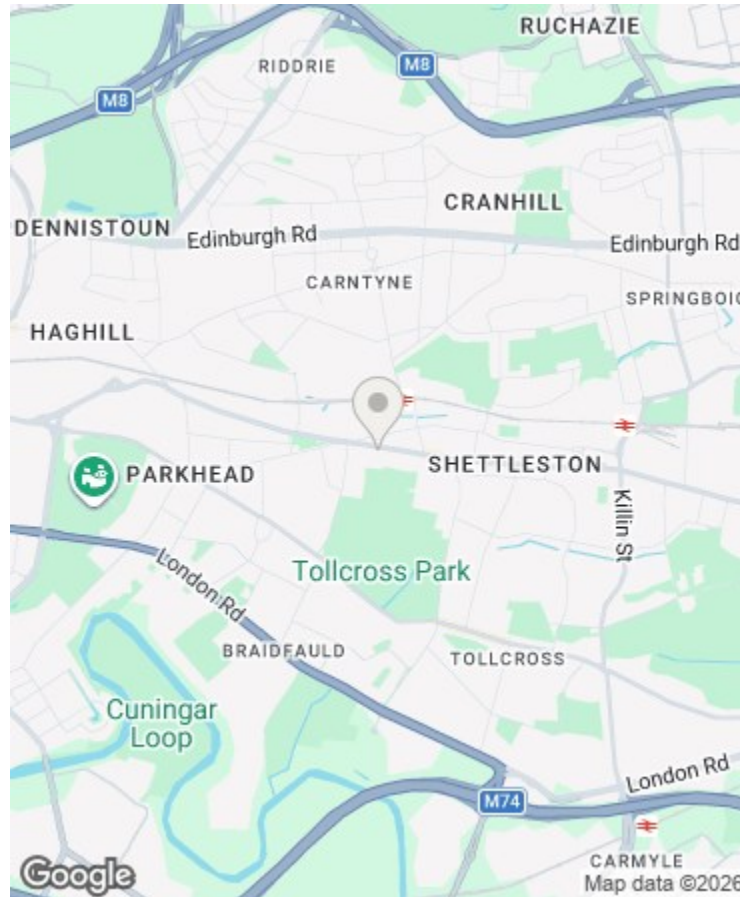 RUCHAZIE
RIDDRIE
M8
M8
CRANHILL
DENNISTOUN
Edinburgh Rd
Edinburgh Rd
CARNTYNE
SPRINGBOIG
HAGHILL
SHETTLESTON
PARKHEAD
Killin St
Tollcross Park
London Rd
BRAIDFAULD
TOLLCROSS
Cuningar
Loop
London Rd
M74
CARMYLE
Google
Map data ©2026